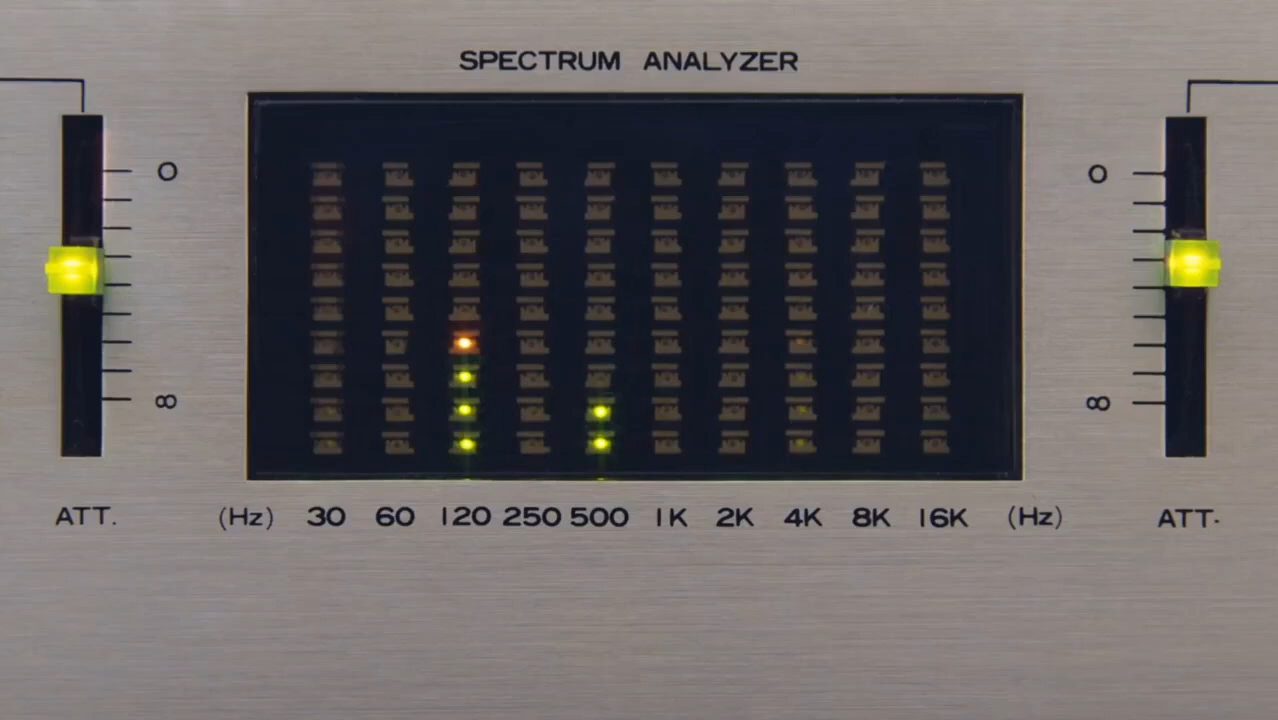 SPECTRUM ANALYZER
0 0
∞ ∞
ATT. (Hz) 30 60 120 250 500 1K 2K 4K 8K 16K (Hz) ATT.